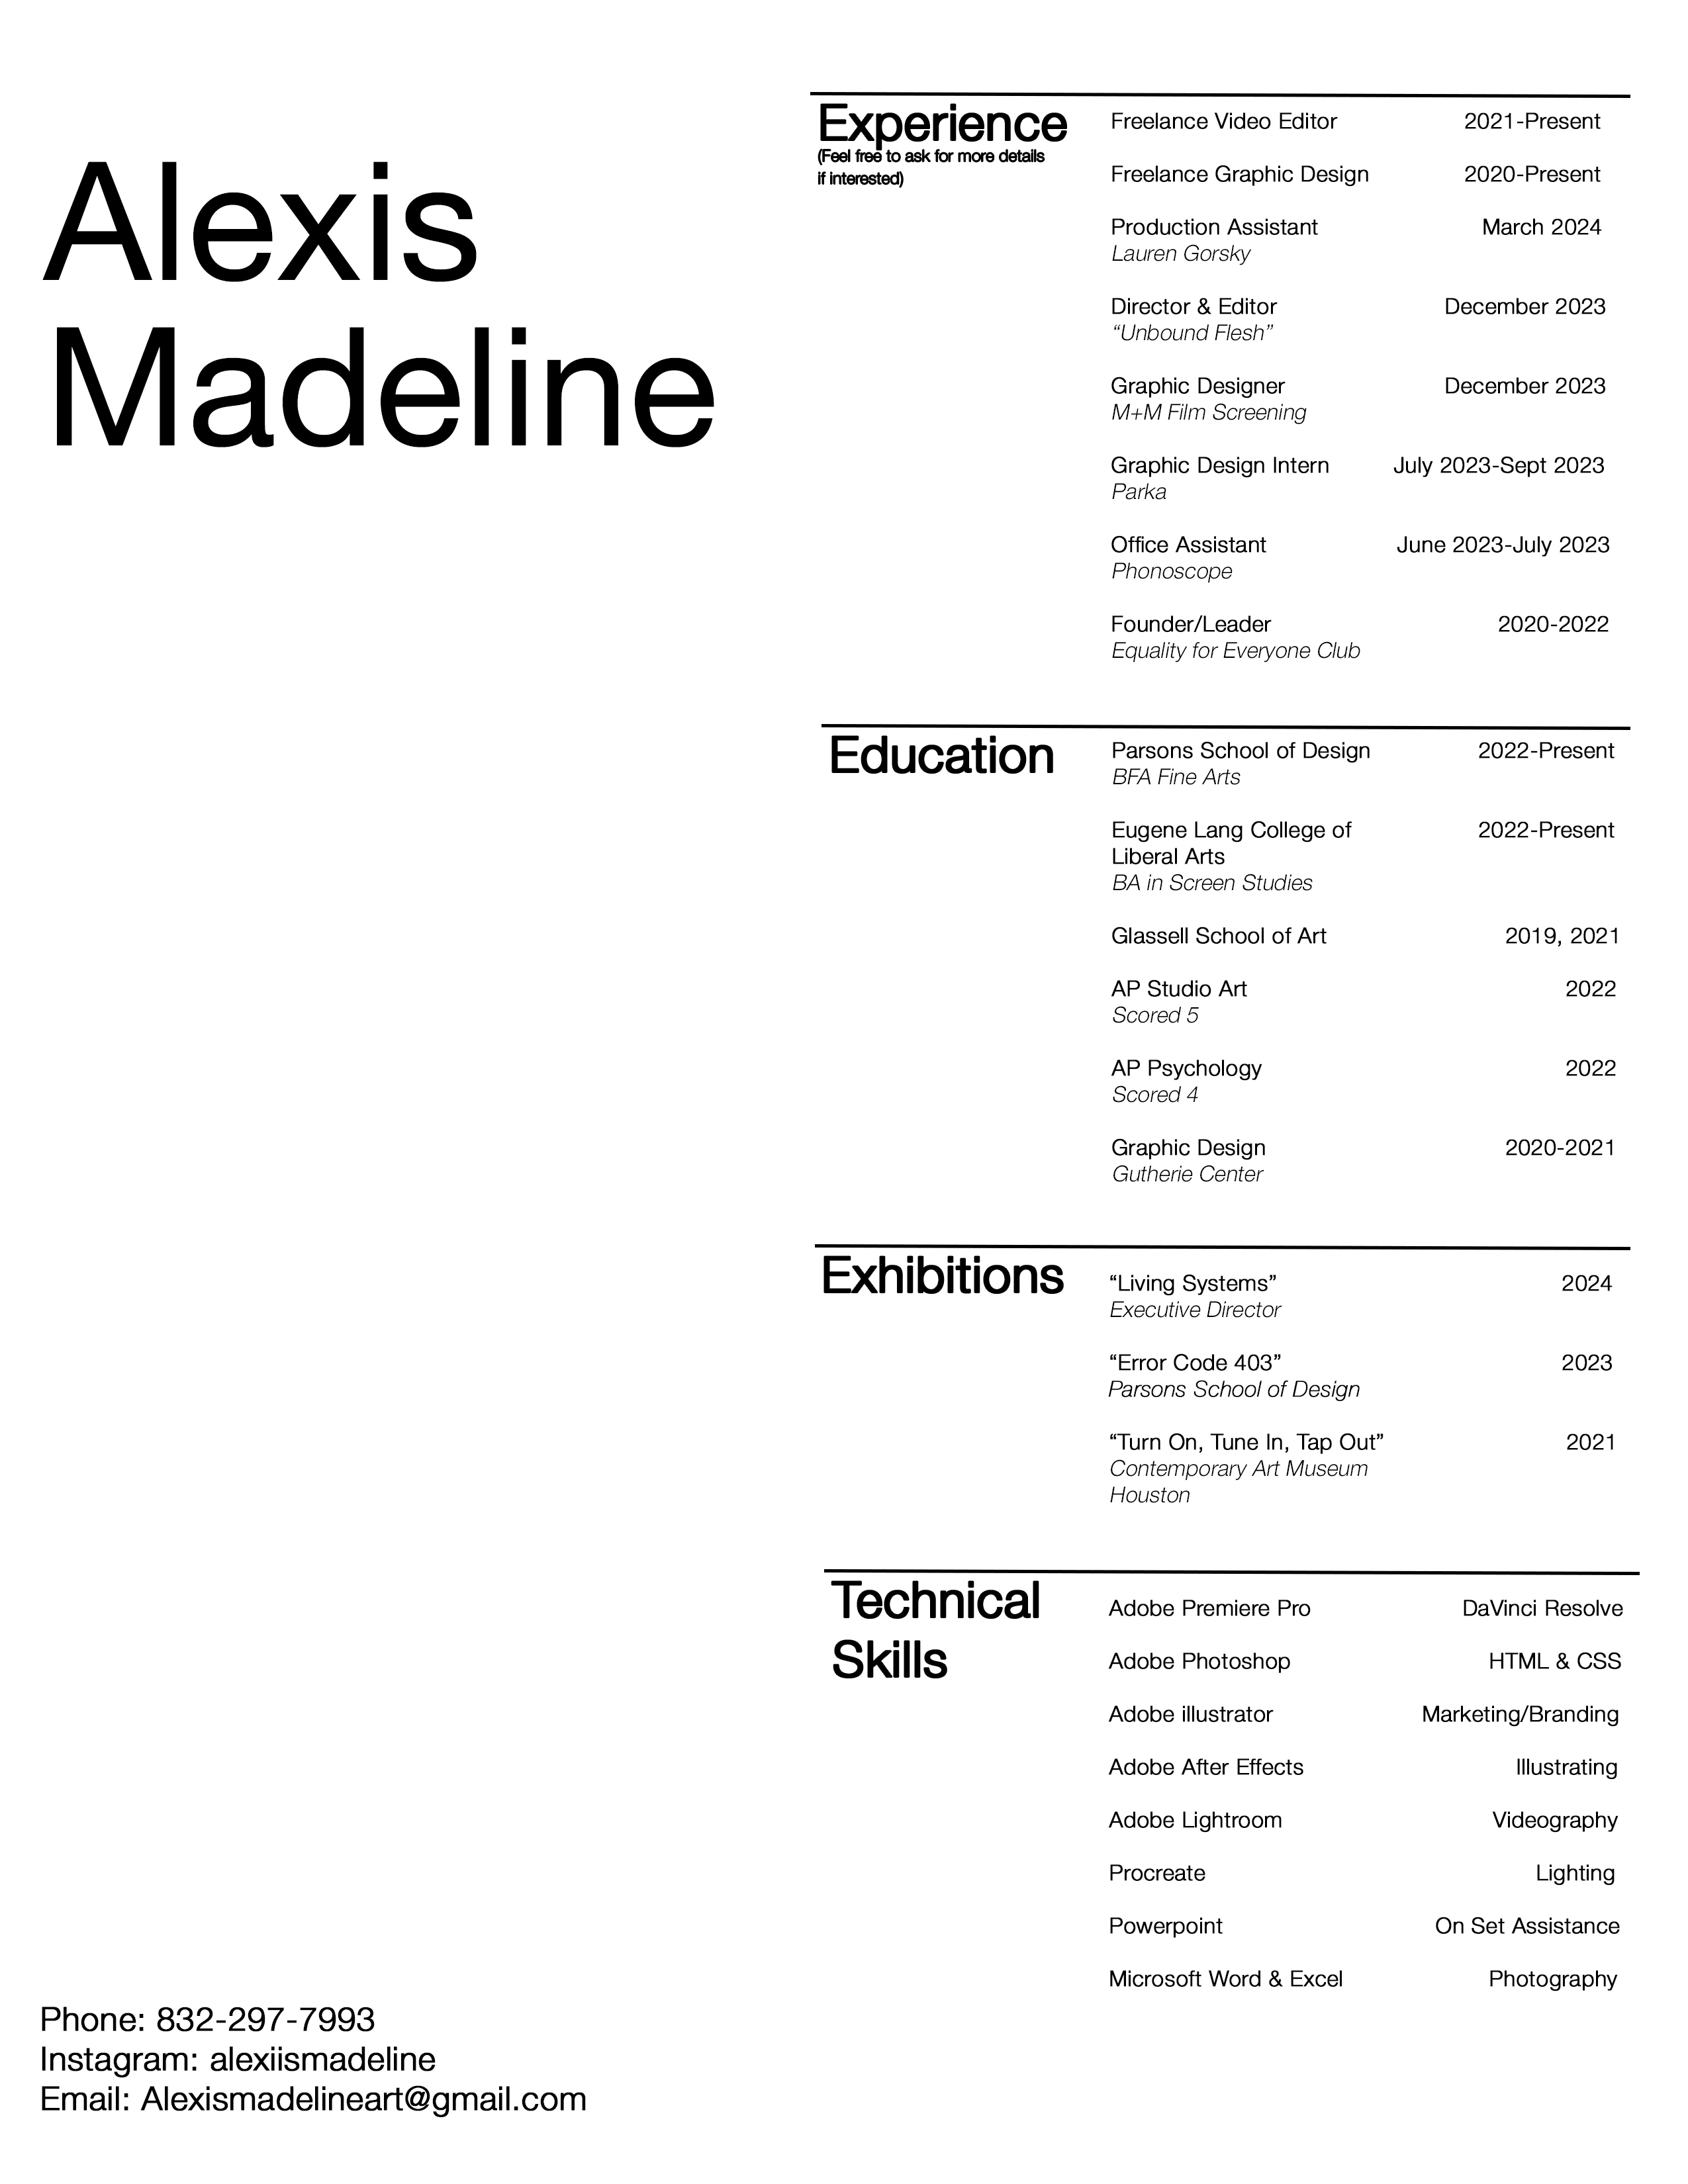 Alexis
Madeline
Experience
(Feel free to ask for more details
if interested)
Freelance Video Editor 2021-Present
Freelance Graphic Design 2020-Present
Production Assistant March 2024
Lauren Gorsky
Director & Editor December 2023
“Unbound Flesh”
Graphic Designer December 2023
M+M Film Screening
Graphic Design Intern July 2023-Sept 2023
Parka
Office Assistant June 2023-July 2023
Phonoscope
Founder/Leader 2020-2022
Equality for Everyone Club
Education
Parsons School of Design 2022-Present
BFA Fine Arts
Eugene Lang College of 2022-Present
Liberal Arts
BA in Screen Studies
Glassell School of Art 2019, 2021
AP Studio Art 2022
Scored 5
AP Psychology 2022
Scored 4
Graphic Design 2020-2021
Gutherie Center
Exhibitions
“Living Systems” 2024
Executive Director
“Error Code 403” 2023
Parsons School of Design
“Turn On, Tune In, Tap Out” 2021
Contemporary Art Museum
Houston
Technical
Skills
Adobe Premiere Pro DaVinci Resolve
Adobe Photoshop HTML & CSS
Adobe illustrator Marketing/Branding
Adobe After Effects Illustrating
Adobe Lightroom Videography
Procreate Lighting
Powerpoint On Set Assistance
Microsoft Word & Excel Photography
Phone: 832-297-7993
Instagram: alexiismadeline
Email: Alexismadelineart@gmail.com